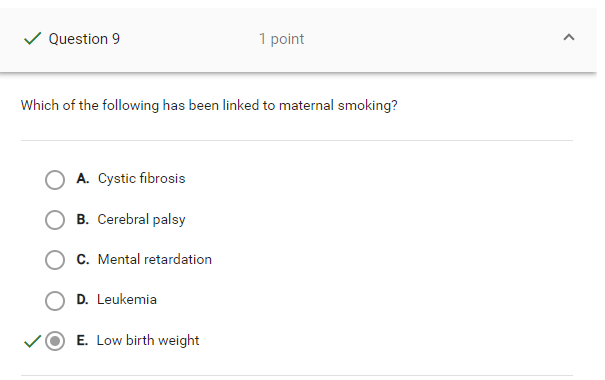 Question 9 1 point
Which of the following has been linked to maternal smoking?
A. Cystic fibrosis
B. Cerebral palsy
C. Mental retardation
D. Leukemia
E. Low birth weight